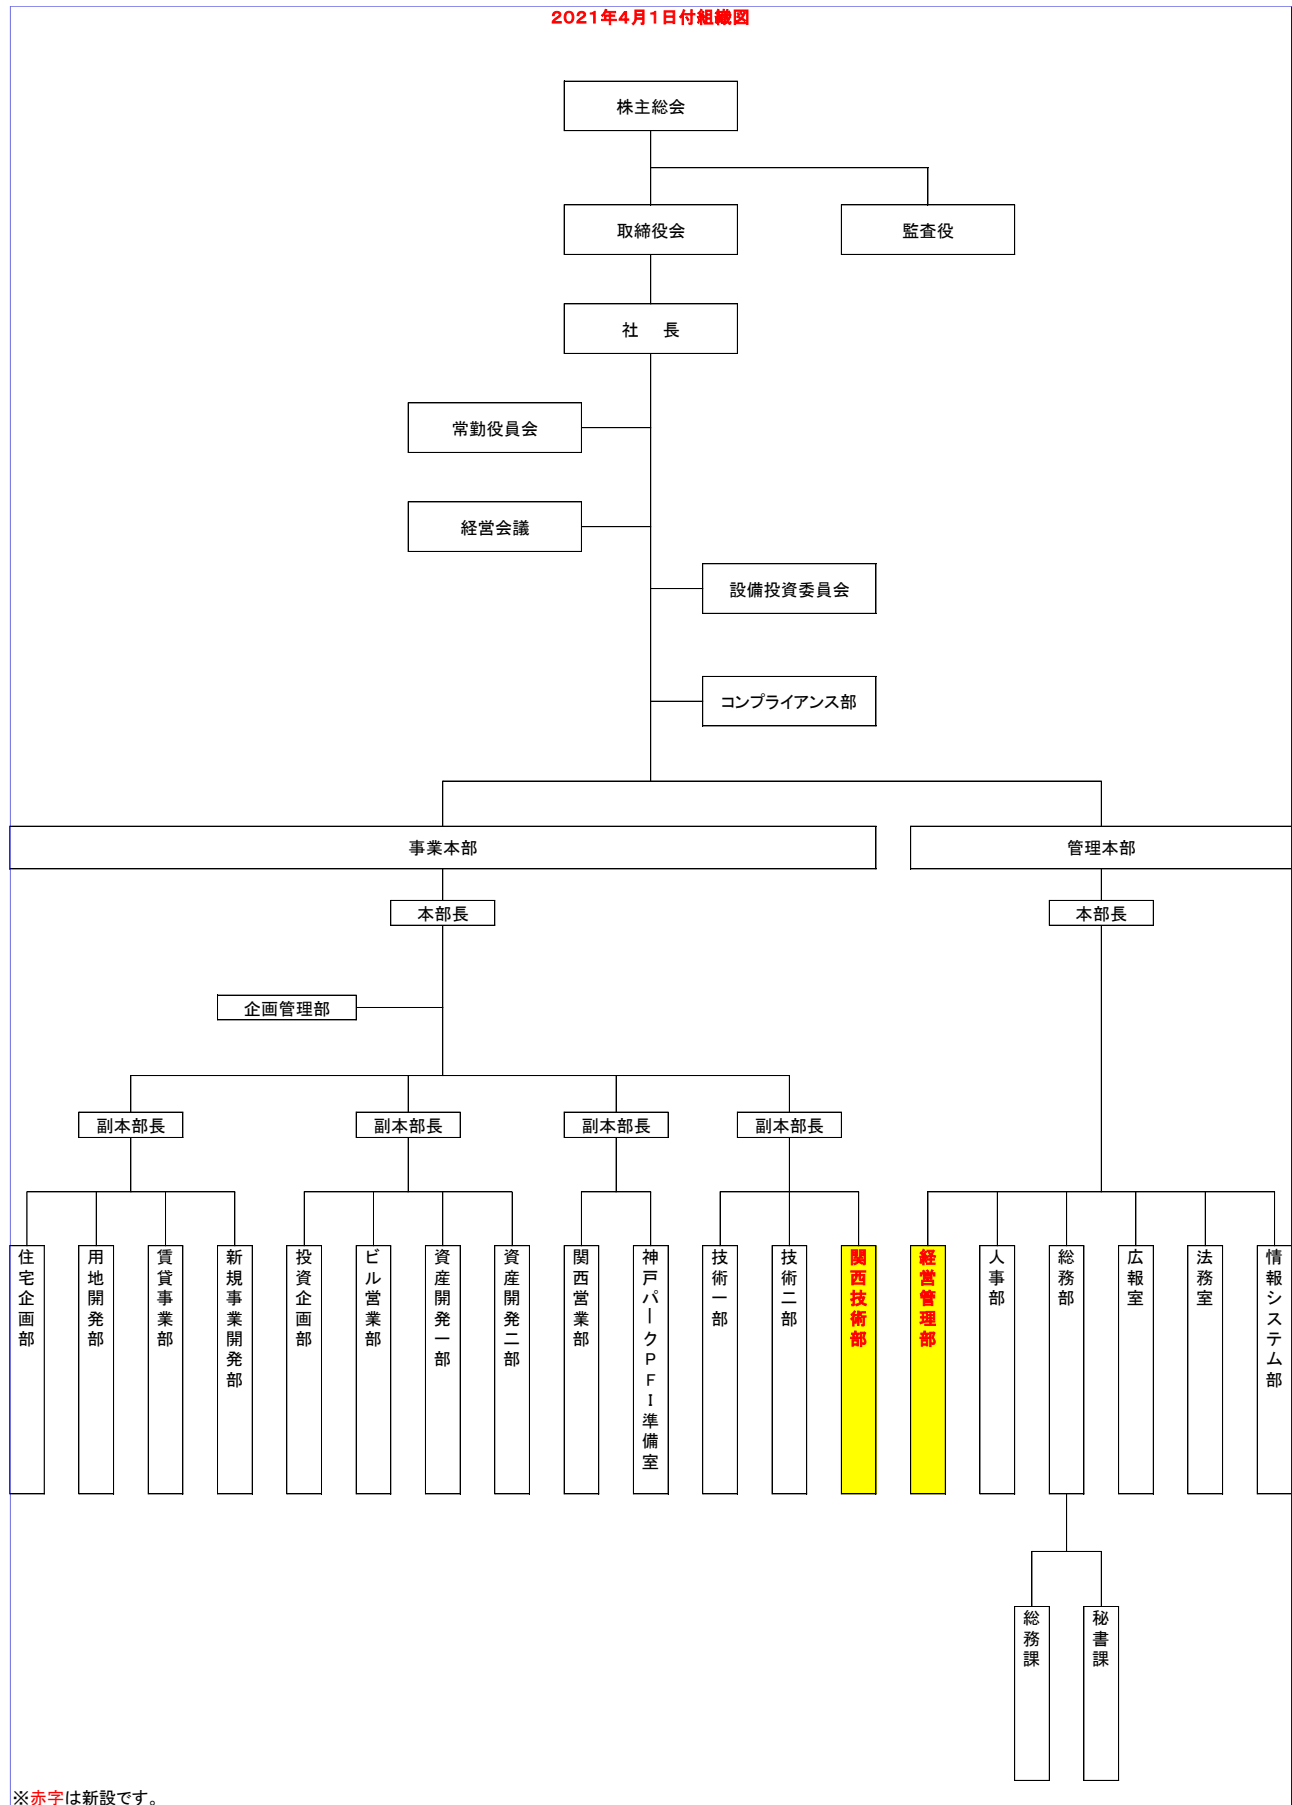 2021年4月1日付組織図
株主総会
取締役会
監査役
社　長
常勤役員会
経営会議
設備投資委員会
コンプライアンス部
事業本部
管理本部
本部長
本部長
企画管理部
副本部長
副本部長
副本部長
副本部長
住宅企画部
用地開発部
賃貸事業部
新規事業開発部
投資企画部
ビル営業部
資産開発一部
資産開発二部
関西営業部
神戸パークPFI準備室
技術一部
技術二部
関西技術部
経営管理部
人事部
総務部
広報室
法務室
情報システム部
総務課
秘書課
※赤字は新設です。